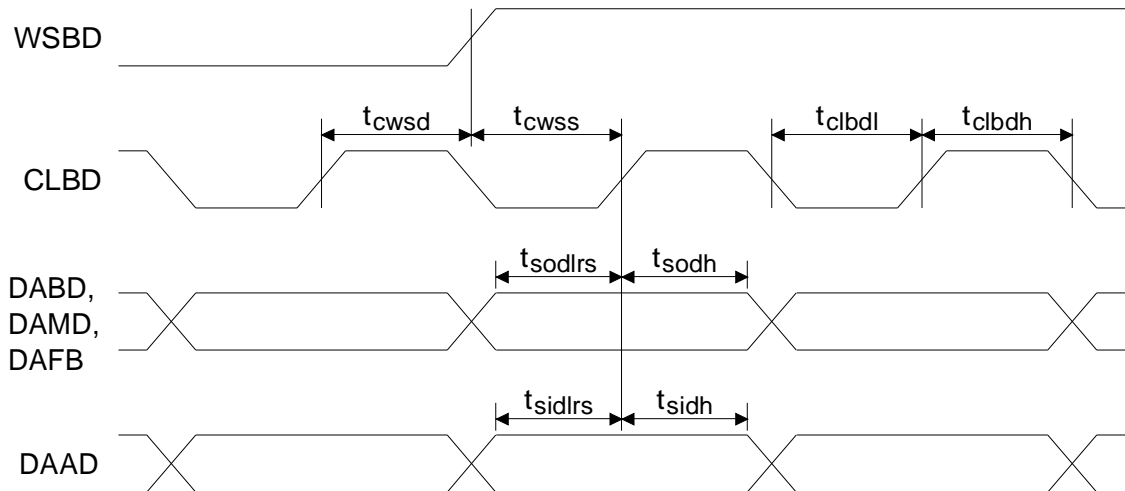 WSBD
tcwsd
tcwss
tclbdl
tclbdh
CLBD
tsodlrs
tsodh
DABD,
DAMD,
DAFB
tsidlrs
tsidh
DAAD